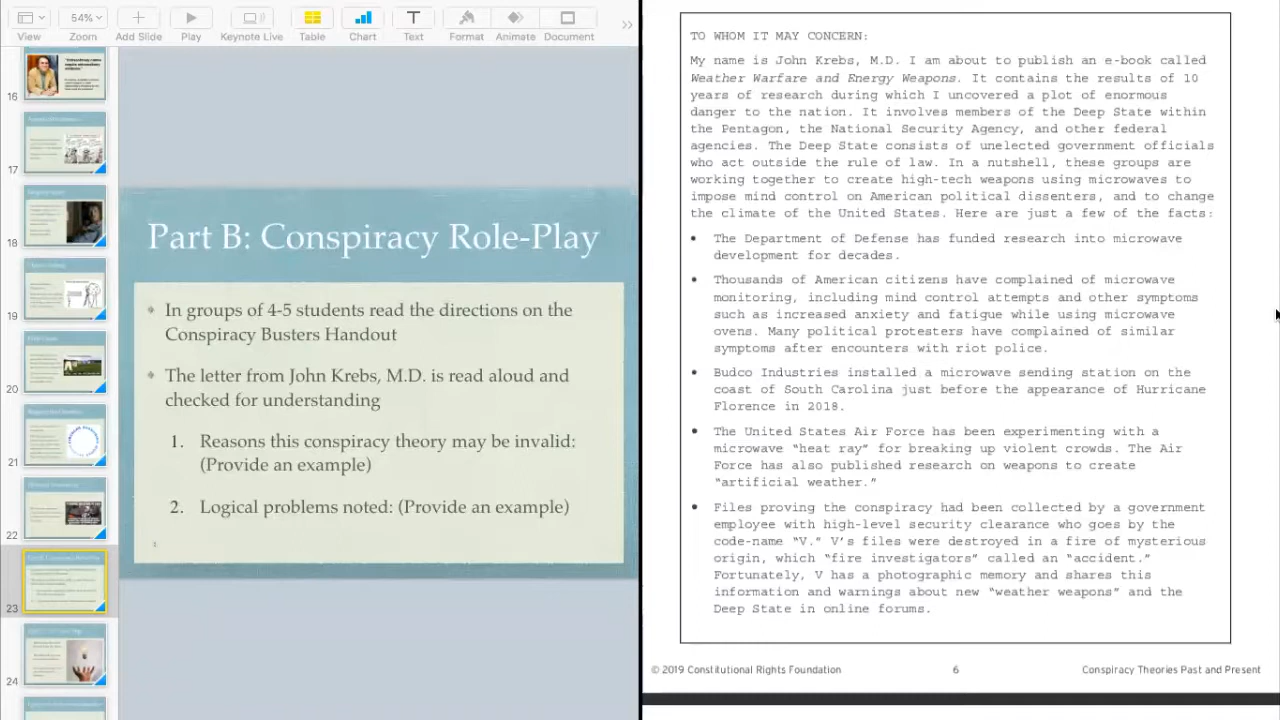 54%
View
Zoom
Add Slide
Play
Keynote Live
Table
Chart
Text
Format
Animate
Document
16
17
18
19
20
21
22
23
24
Part B: Conspiracy Role-Play
In groups of 4-5 students read the directions on the
Conspiracy Busters Handout
The letter from John Krebs, M.D. is read aloud and
checked for understanding
1. Reasons this conspiracy theory may be invalid:
(Provide an example)
2. Logical problems noted: (Provide an example)
1
TO WHOM IT MAY CONCERN:
My name is John Krebs, M.D. I am about to publish an e-book called
Weather Warfare and Energy Weapons. It contains the results of 10
years of research during which I uncovered a plot of enormous
danger to the nation. It involves members of the Deep State within
the Pentagon, the National Security Agency, and other federal
agencies. The Deep State consists of unelected government officials
who act outside the rule of law. In a nutshell, these groups are
working together to create high-tech weapons using microwaves to
impose mind control on American political dissenters, and to change
the climate of the United States. Here are just a few of the facts:
• The Department of Defense has funded research into microwave
development for decades.
• Thousands of American citizens have complained of microwave
monitoring, including mind control attempts and other symptoms
such as increased anxiety and fatigue while using microwave
ovens. Many political protesters have complained of similar
symptoms after encounters with riot police.
• Budco Industries installed a microwave sending station on the
coast of South Carolina just before the appearance of Hurricane
Florence in 2018.
• The United States Air Force has been experimenting with a
microwave “heat ray” for breaking up violent crowds. The Air
Force has also published research on weapons to create
“artificial weather.”
• Files proving the conspiracy had been collected by a government
employee with high-level security clearance who goes by the
code-name “V.” V’s files were destroyed in a fire of mysterious
origin, which “fire investigators” called an “accident.”
Fortunately, V has a photographic memory and shares this
information and warnings about new “weather weapons” and the
Deep State in online forums.
© 2019 Constitutional Rights Foundation
6
Conspiracy Theories Past and Present